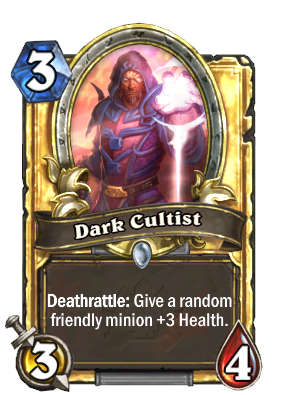 3
Dark Cultist
Deathrattle: Give a random
friendly minion +3 Health.
3
4